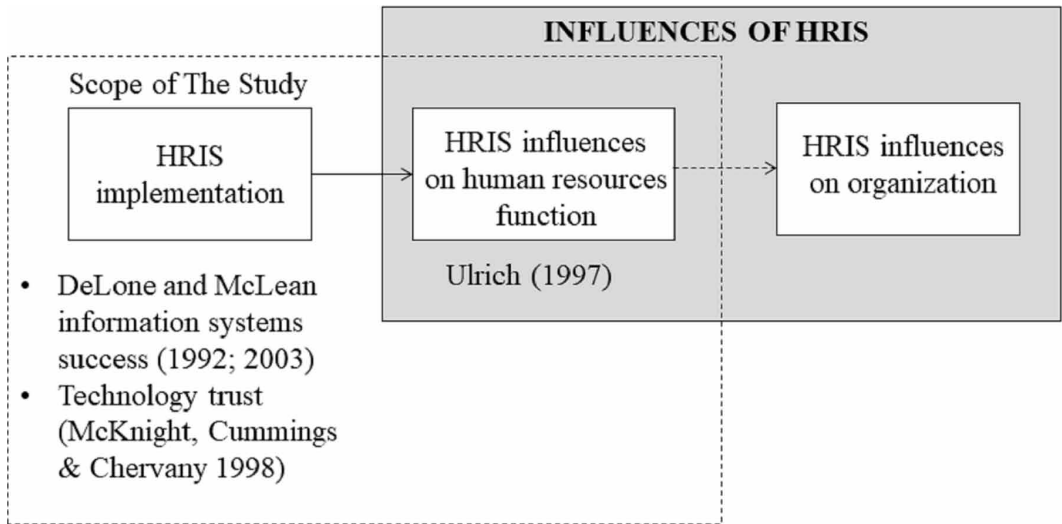 INFLUENCES OF HRIS
Scope of The Study
HRIS
implementation
HRIS influences
on human resources
function
HRIS influences
on organization
Ulrich (1997)
• DeLone and McLean
information systems
success (1992; 2003)
• Technology trust
(McKnight, Cummings
& Chervany 1998)